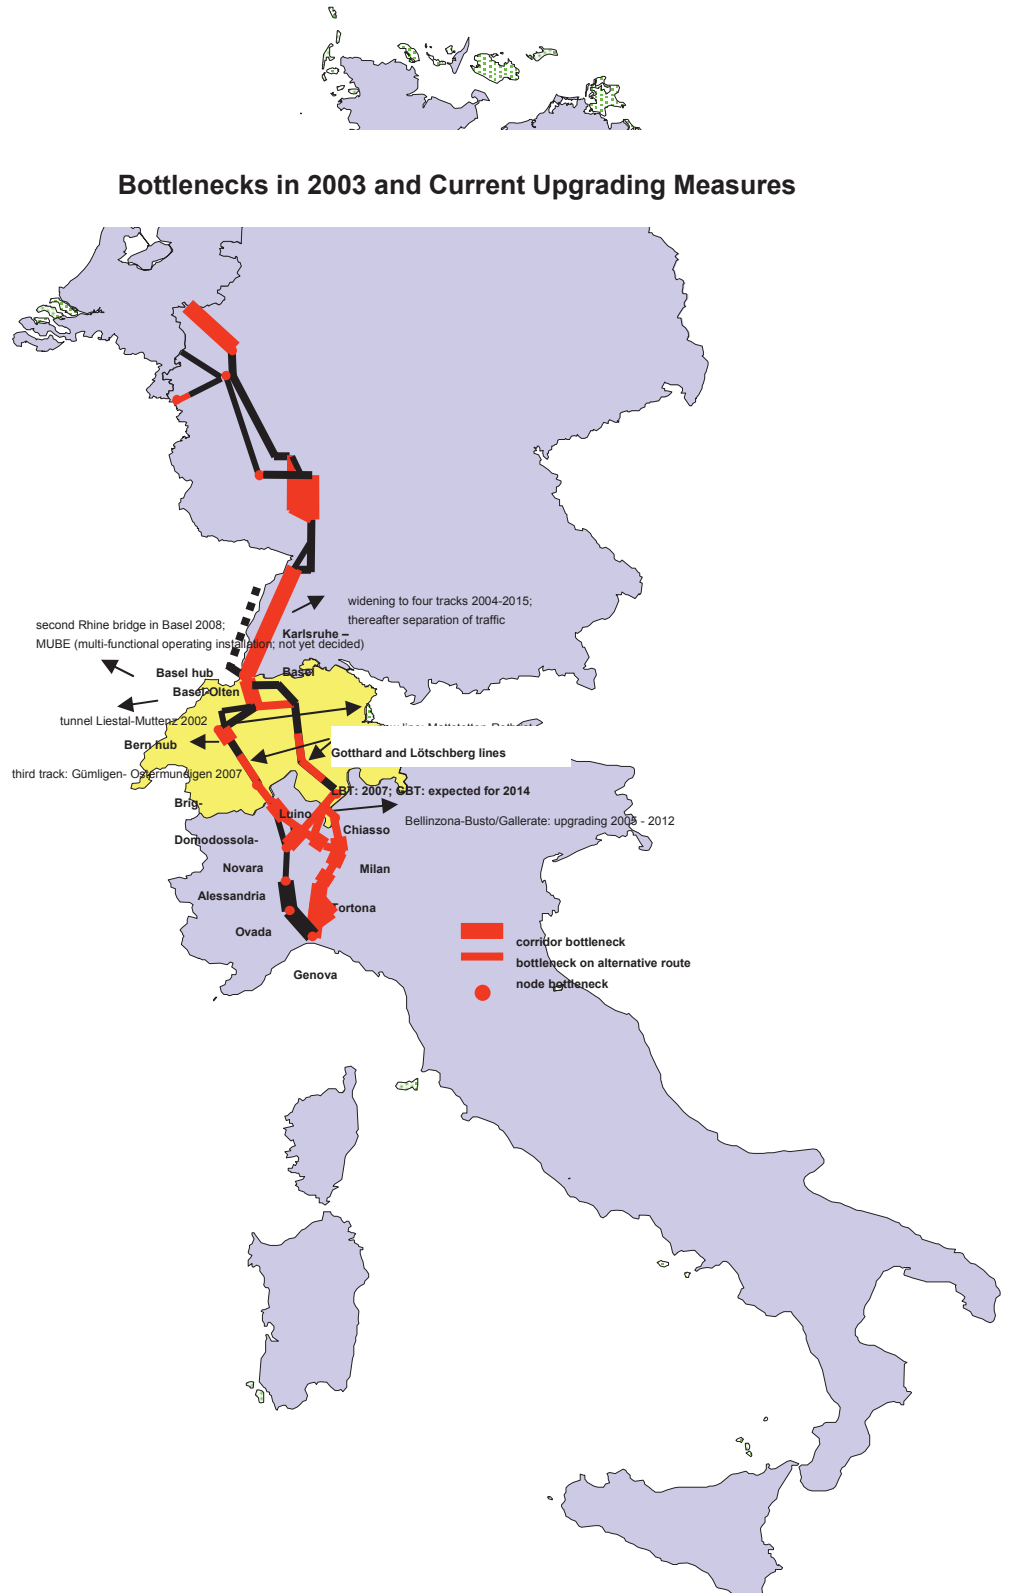 Bottlenecks in 2003 and Current Upgrading Measures
widening to four tracks 2004-2015;
thereafter separation of traffic
second Rhine bridge in Basel 2008;
MUBE (multi-functional operating installation; not yet decided)
Karlsruhe –
Basel
Basel hub
Basel-Olten
tunnel Liestal-Muttenz 2002
Bern hub
Gotthard and Lötschberg lines
third track: Gümligen- Ostermundigen 2007
LBT: 2007; GBT: expected for 2014
Brig-
Luino
Chiasso
Bellinzona-Busto/Gallerate: upgrading 2005 - 2012
Domodossola-
Novara
Milan
Alessandria
Tortona
Ovada
Genova
corridor bottleneck
bottleneck on alternative route
node bottleneck